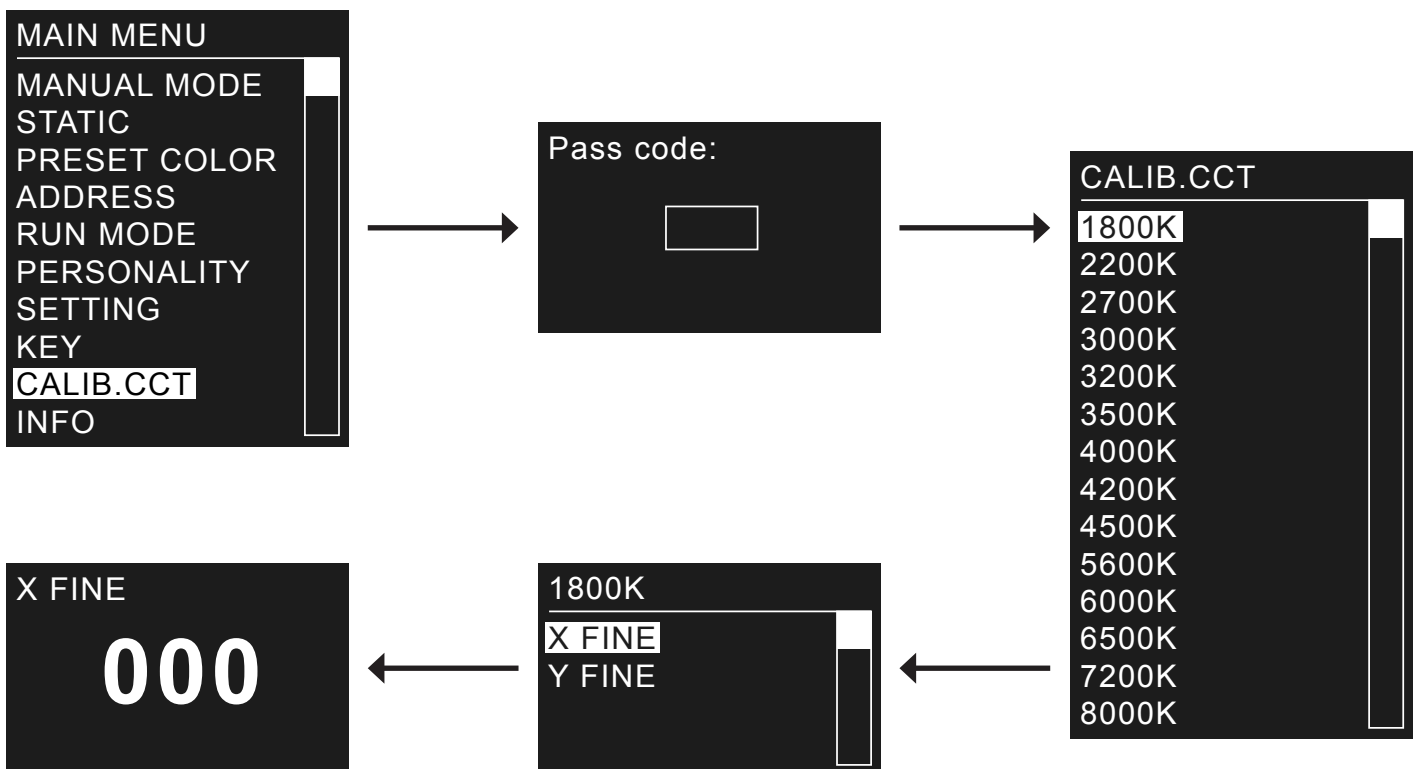 MAIN MENU
MANUAL MODE
STATIC
PRESET COLOR
ADDRESS
RUN MODE
PERSONALITY
SETTING
KEY
CALIB.CCT
INFO
Pass code:
CALIB.CCT
1800K
2200K
2700K
3000K
3200K
3500K
4000K
4200K
4500K
5600K
6000K
6500K
7200K
8000K
1800K
X FINE
Y FINE
X FINE
000